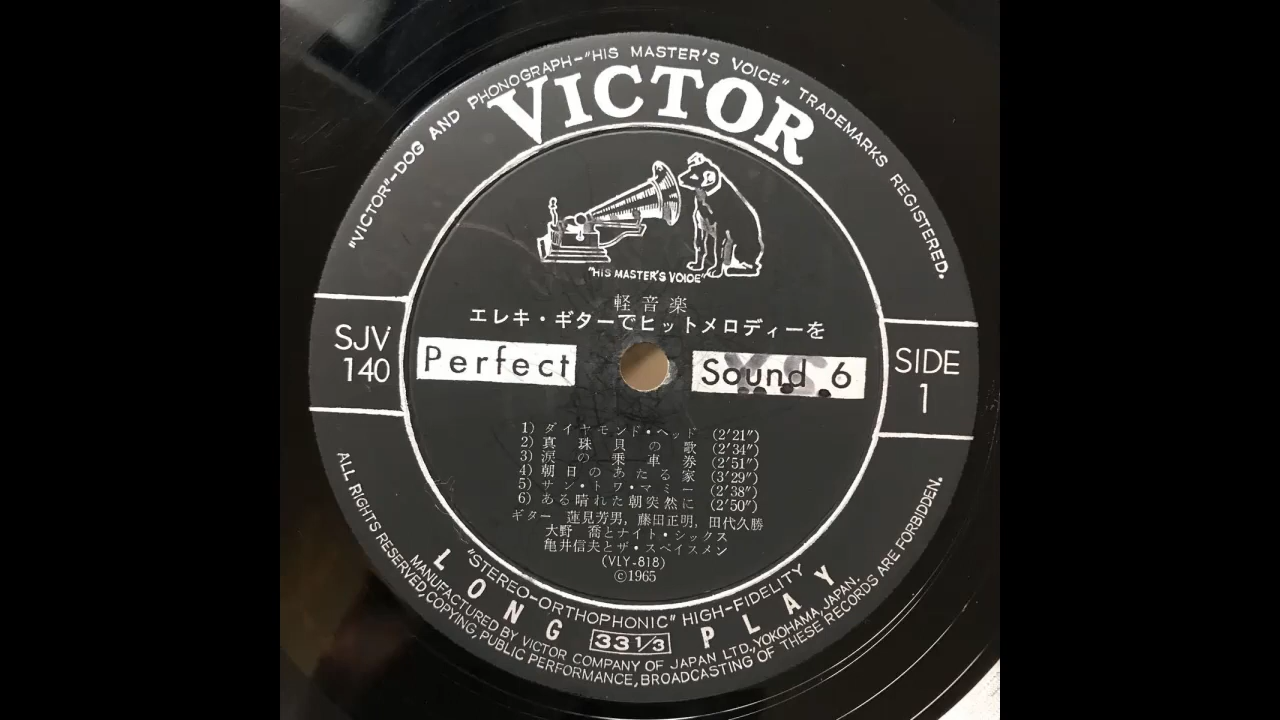 "VICTOR"-DOG AND PHONOGRAPH-"HIS MASTER'S VOICE" TRADEMARKS REGISTERED.
VICTOR
"HIS MASTER'S VOICE"
軽音楽
エレキ・ギターでヒットメロディーを
SJV 140
Perfect Sound 6
SIDE 1
1) ダイヤモンド・ヘッド (2′21″)
2) 真珠貝の歌 (2′34″)
3) 涙の乗車券 (2′51″)
4) 朝日のあたる家 (3′29″)
5) サン・トワ・マミー (2′38″)
6) ある晴れた朝突然に (2′50″)
ギター 蓮見芳男, 藤田正明, 田代久勝
大野 喬とナイト・シックス
亀井信夫とザ・スペイスメン
(VLY-818)
©1965
"STEREO-ORTHOPHONIC" HIGH-FIDELITY
LONG 33 1/3 PLAY
MANUFACTURED BY VICTOR COMPANY OF JAPAN LTD., YOKOHAMA, JAPAN.
ALL RIGHTS RESERVED, COPYING, PUBLIC PERFORMANCE, BROADCASTING OF THESE RECORDS ARE FORBIDDEN.